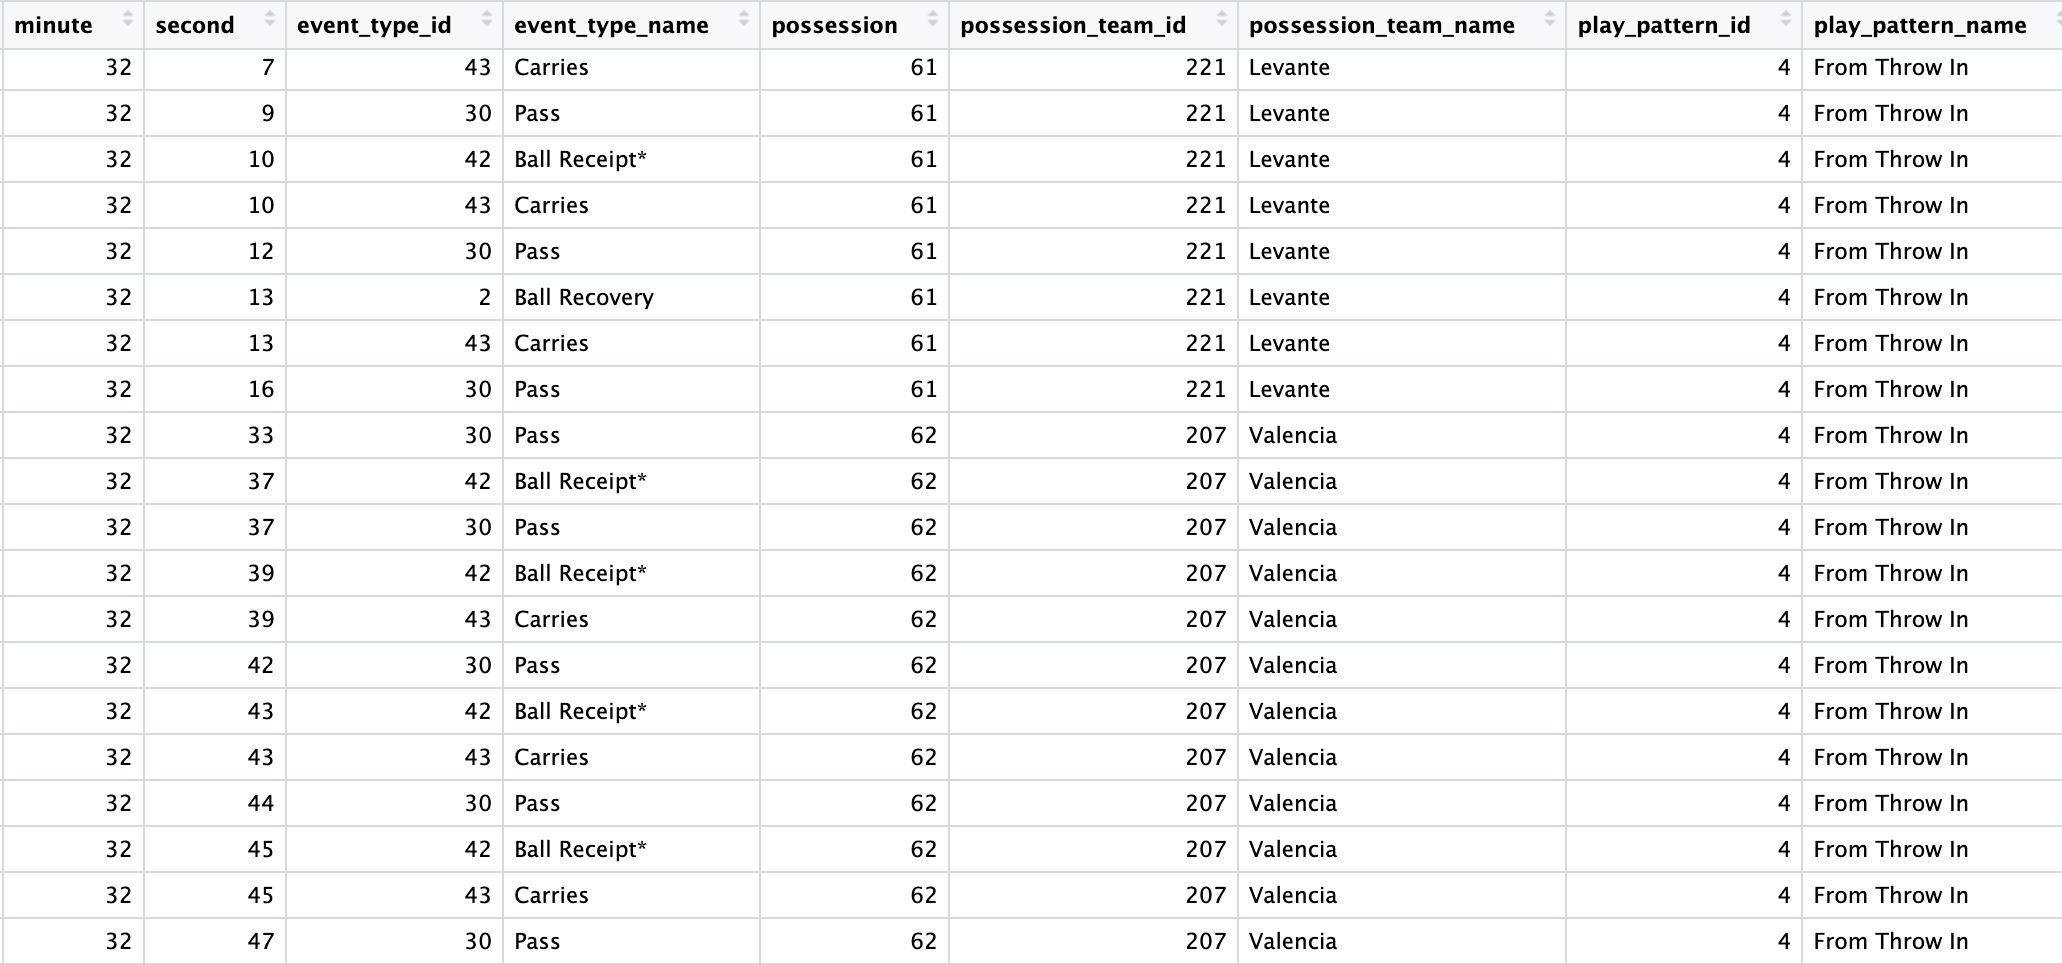 minute second event_type_id event_type_name possession possession_team_id possession_team_name play_pattern_id play_pattern_name
32 7 43 Carries 61 221 Levante 4 From Throw In
32 9 30 Pass 61 221 Levante 4 From Throw In
32 10 42 Ball Receipt* 61 221 Levante 4 From Throw In
32 10 43 Carries 61 221 Levante 4 From Throw In
32 12 30 Pass 61 221 Levante 4 From Throw In
32 13 2 Ball Recovery 61 221 Levante 4 From Throw In
32 13 43 Carries 61 221 Levante 4 From Throw In
32 16 30 Pass 61 221 Levante 4 From Throw In
32 33 30 Pass 62 207 Valencia 4 From Throw In
32 37 42 Ball Receipt* 62 207 Valencia 4 From Throw In
32 37 30 Pass 62 207 Valencia 4 From Throw In
32 39 42 Ball Receipt* 62 207 Valencia 4 From Throw In
32 39 43 Carries 62 207 Valencia 4 From Throw In
32 42 30 Pass 62 207 Valencia 4 From Throw In
32 43 42 Ball Receipt* 62 207 Valencia 4 From Throw In
32 43 43 Carries 62 207 Valencia 4 From Throw In
32 44 30 Pass 62 207 Valencia 4 From Throw In
32 45 42 Ball Receipt* 62 207 Valencia 4 From Throw In
32 45 43 Carries 62 207 Valencia 4 From Throw In
32 47 30 Pass 62 207 Valencia 4 From Throw In